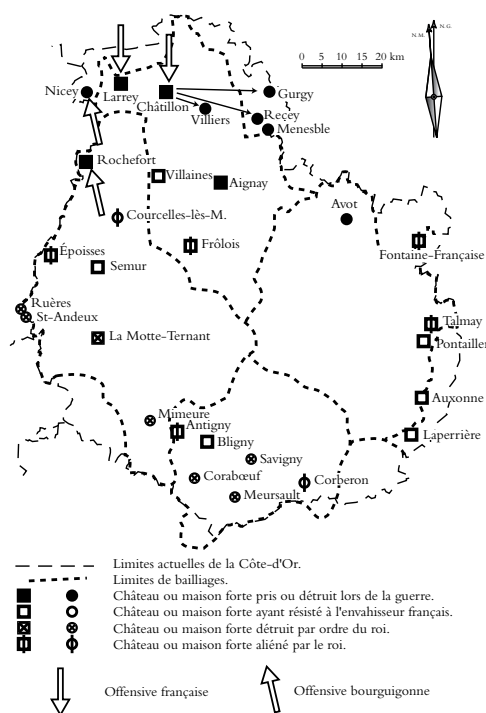 N.G.
N.M.
0 5 10 15 20 km
Nicey
Larrey
Châtillon
Gurgy
Villiers
Recey
Menesble
Rochefort
Villaines
Aignay
Avot
Courcelles-lès-M.
Frôlois
Fontaine-Française
Époisses
Semur
Ruères
St-Andeux
Talmay
La Motte-Ternant
Pontailler
Auxonne
Mimeure
Antigny
Bligny
Laperrière
Savigny
Corabœuf
Corberon
Meursault
Limites actuelles de la Côte-d'Or.
Limites de bailliages.
Château ou maison forte pris ou détruit lors de la guerre.
Château ou maison forte ayant résisté à l'envahisseur français.
Château ou maison forte détruit par ordre du roi.
Château ou maison forte aliéné par le roi.
Offensive française
Offensive bourguigonne